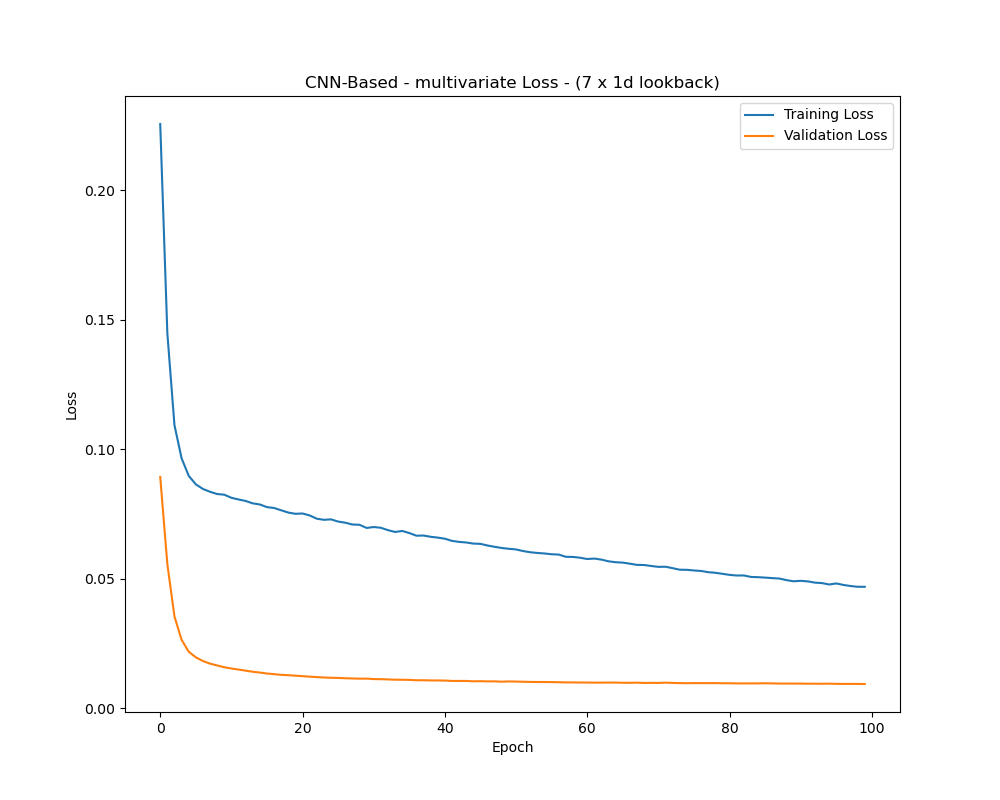 CNN-Based - multivariate Loss - (7 x 1d lookback)
Training Loss
Validation Loss
0.20
0.15
0.10
0.05
0.00
Loss
0 20 40 60 80 100
Epoch